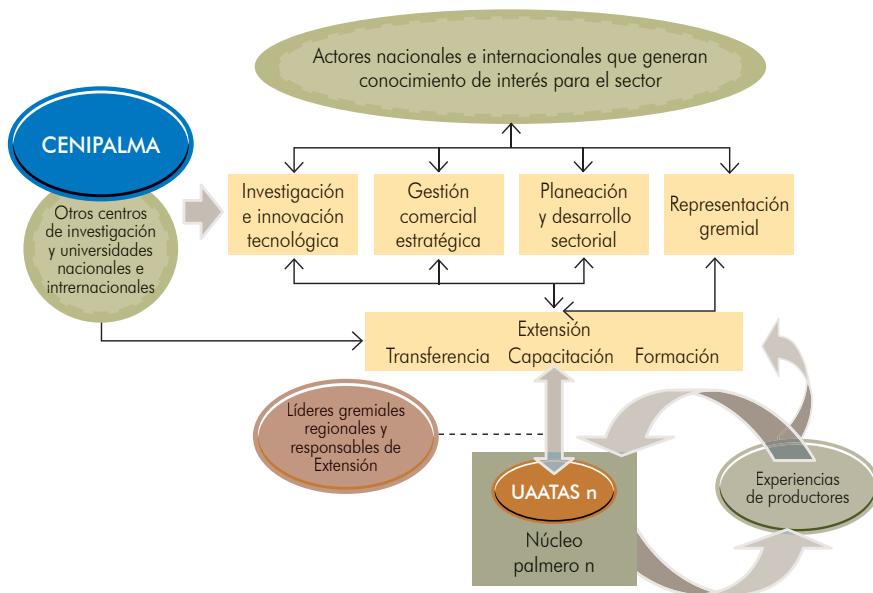 Actores nacionales e internacionales que generan
conocimiento de interés para el sector
CENIPALMA
Otros centros
de investigación
y universidades
nacionales e
intrernacionales
Investigación
e innovación
tecnológica
Gestión
comercial
estratégica
Planeación
y desarrollo
sectorial
Representación
gremial
Extensión
Transferencia Capacitación Formación
Líderes gremiales
regionales y
responsables de
Extensión
UAATAS n
Núcleo
palmero n
Experiencias
de productores